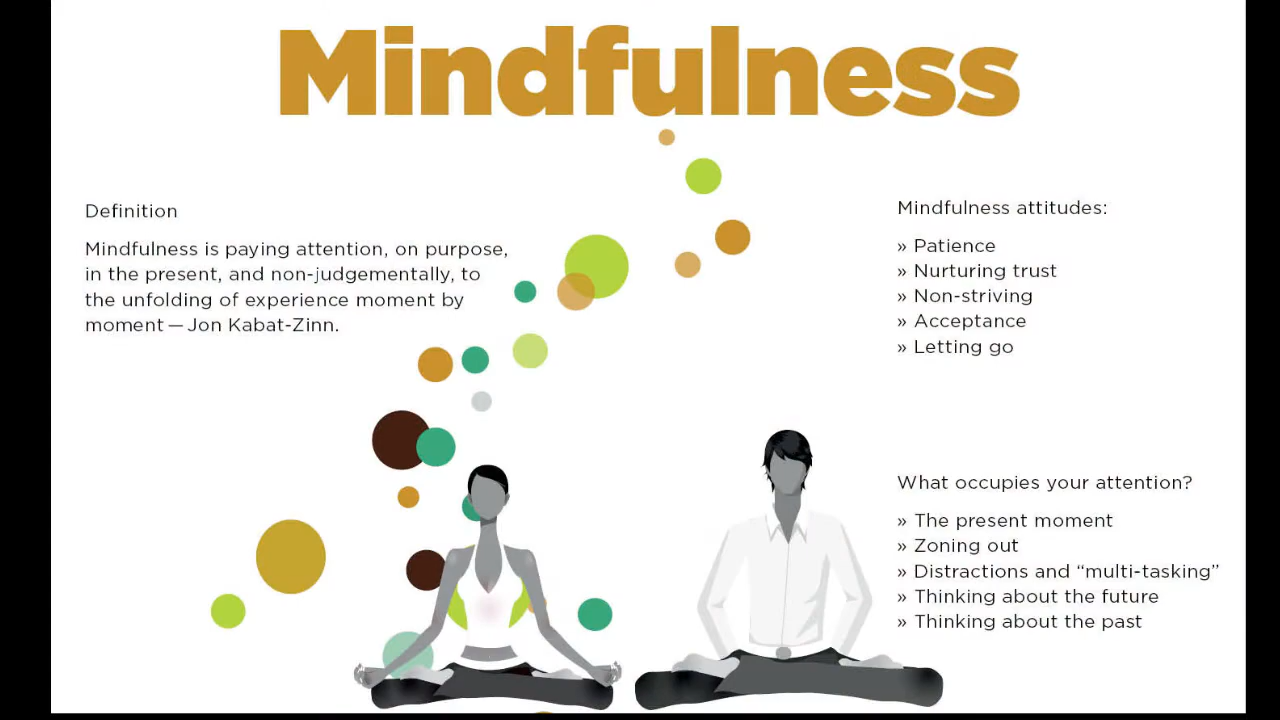 Mindfulness
Definition
Mindfulness is paying attention, on purpose,
in the present, and non-judgementally, to
the unfolding of experience moment by
moment — Jon Kabat-Zinn.
Mindfulness attitudes:
» Patience
» Nurturing trust
» Non-striving
» Acceptance
» Letting go
What occupies your attention?
» The present moment
» Zoning out
» Distractions and “multi-tasking”
» Thinking about the future
» Thinking about the past